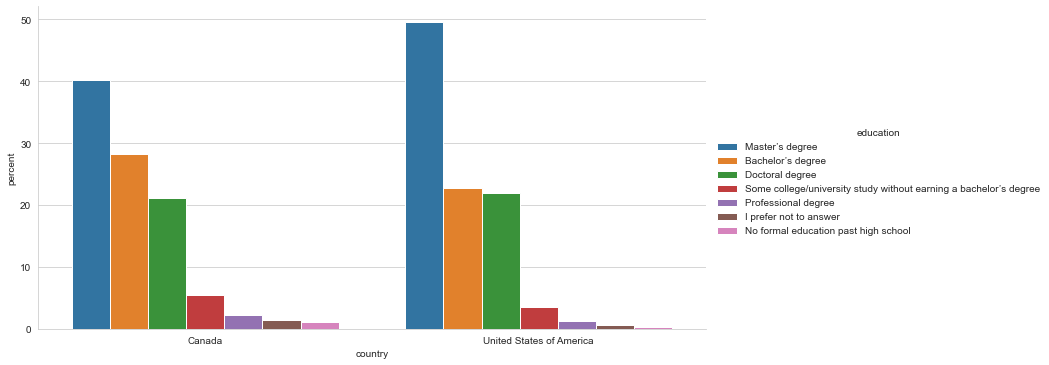 50
40
30
20
10
0
percent
Canada
United States of America
country
education
Master’s degree
Bachelor’s degree
Doctoral degree
Some college/university study without earning a bachelor’s degree
Professional degree
I prefer not to answer
No formal education past high school